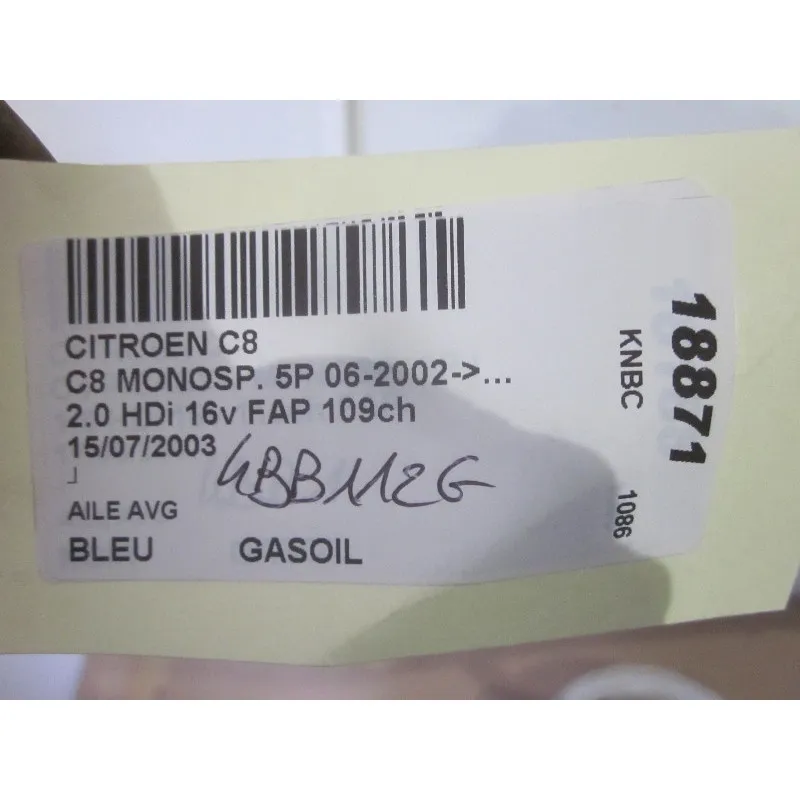 CITROEN C8
C8 MONOSP. 5P 06-2002->...
2.0 HDi 16v FAP 109ch
15/07/2003
AILE AVG
BLEU GASOIL
KNBC
1086
18871